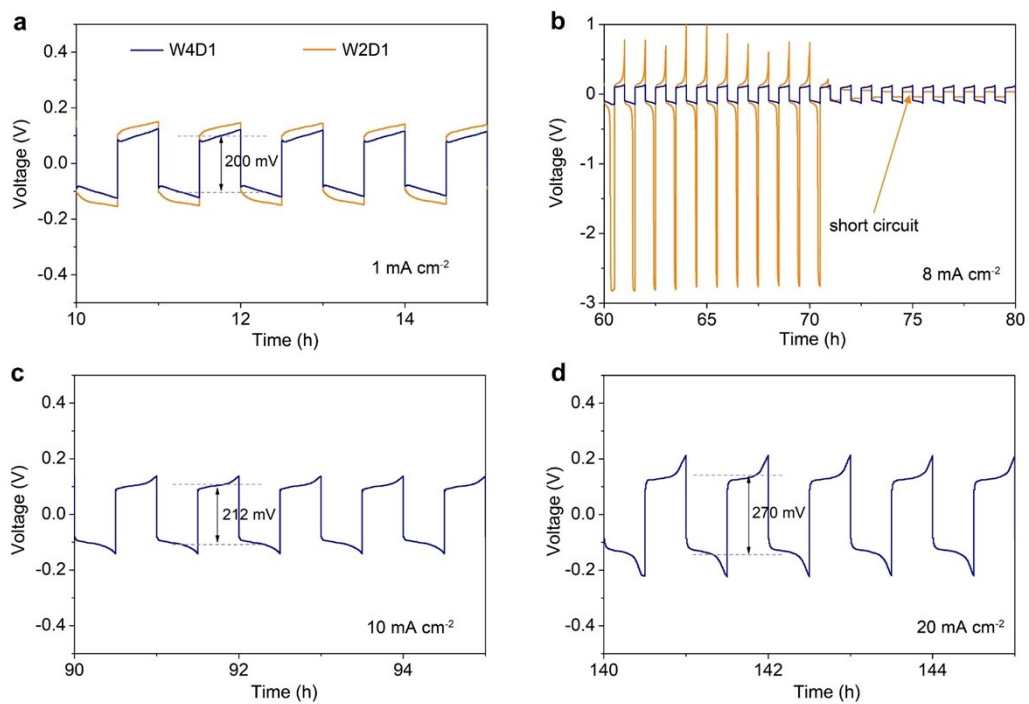 a
W4D1
W2D1
Voltage (V)
0.4
0.2
0.0
-0.2
-0.4
200 mV
1 mA cm-2
10
12
14
Time (h)
b
Voltage (V)
1
0
-1
-2
-3
short circuit
8 mA cm-2
60
65
70
75
80
Time (h)
c
Voltage (V)
0.4
0.2
0.0
-0.2
-0.4
212 mV
10 mA cm-2
90
92
94
Time (h)
d
Voltage (V)
0.4
0.2
0.0
-0.2
-0.4
270 mV
20 mA cm-2
140
142
144
Time (h)